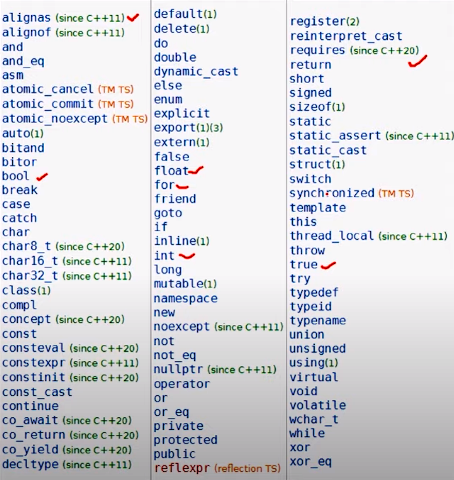 alignas (since C++11)
alignof (since C++11)
and
and_eq
asm
atomic_cancel (TM TS)
atomic_commit (TM TS)
atomic_noexcept (TM TS)
auto(1)
bitand
bitor
bool
break
case
catch
char
char8_t (since C++20)
char16_t (since C++11)
char32_t (since C++11)
class(1)
compl
concept (since C++20)
const
consteval (since C++20)
constexpr (since C++11)
constinit (since C++20)
const_cast
continue
co_await (since C++20)
co_return (since C++20)
co_yield (since C++20)
decltype (since C++11)
default(1)
delete(1)
do
double
dynamic_cast
else
enum
explicit
export(1)(3)
extern(1)
false
float
for
friend
goto
if
inline(1)
int
long
mutable(1)
namespace
new
noexcept (since C++11)
not
not_eq
nullptr (since C++11)
operator
or
or_eq
private
protected
public
reflexpr (reflection TS)
register(2)
reinterpret_cast
requires (since C++20)
return
short
signed
sizeof(1)
static
static_assert (since C++11)
static_cast
struct(1)
switch
synchronized (TM TS)
template
this
thread_local (since C++11)
throw
true
try
typedef
typeid
typename
union
unsigned
using(1)
virtual
void
volatile
wchar_t
while
xor
xor_eq